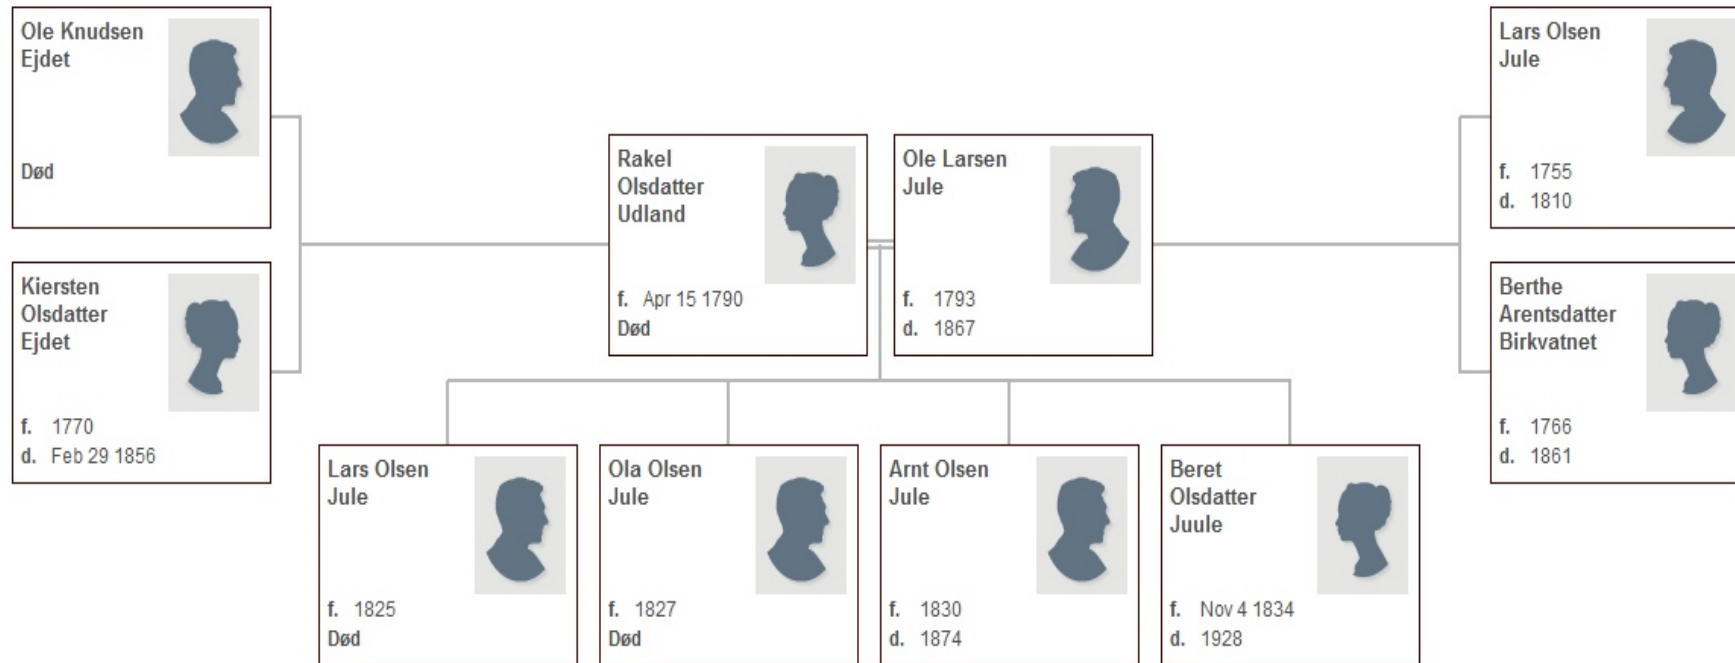 Ole Knudsen
Ejdet
Død
Kiersten
Olsdatter
Ejdet
f. 1770
d. Feb 29 1856
Rakel
Olsdatter
Udland
f. Apr 15 1790
Død
Ole Larsen
Jule
f. 1793
d. 1867
Lars Olsen
Jule
f. 1755
d. 1810
Berthe
Arentsdatter
Birkvatnet
f. 1766
d. 1861
Lars Olsen
Jule
f. 1825
Død
Ola Olsen
Jule
f. 1827
Død
Arnt Olsen
Jule
f. 1830
d. 1874
Beret
Olsdatter
Juule
f. Nov 4 1834
d. 1928